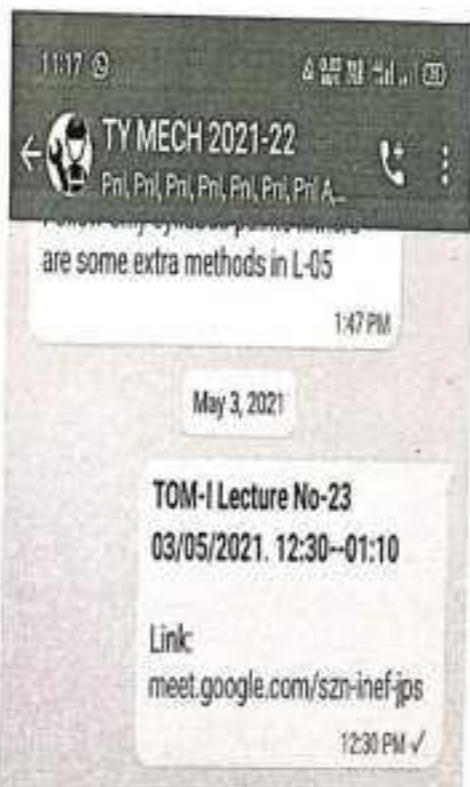 11:17
TY MECH 2021-22
Pnl, Pnl, Pnl, Pnl, Pnl, Pnl, Pnl A...
are some extra methods in L-05
1:47 PM
May 3, 2021
TOM-I Lecture No-23
03/05/2021. 12:30--01:10
Link:
meet.google.com/szn-inef-jps
12:30 PM